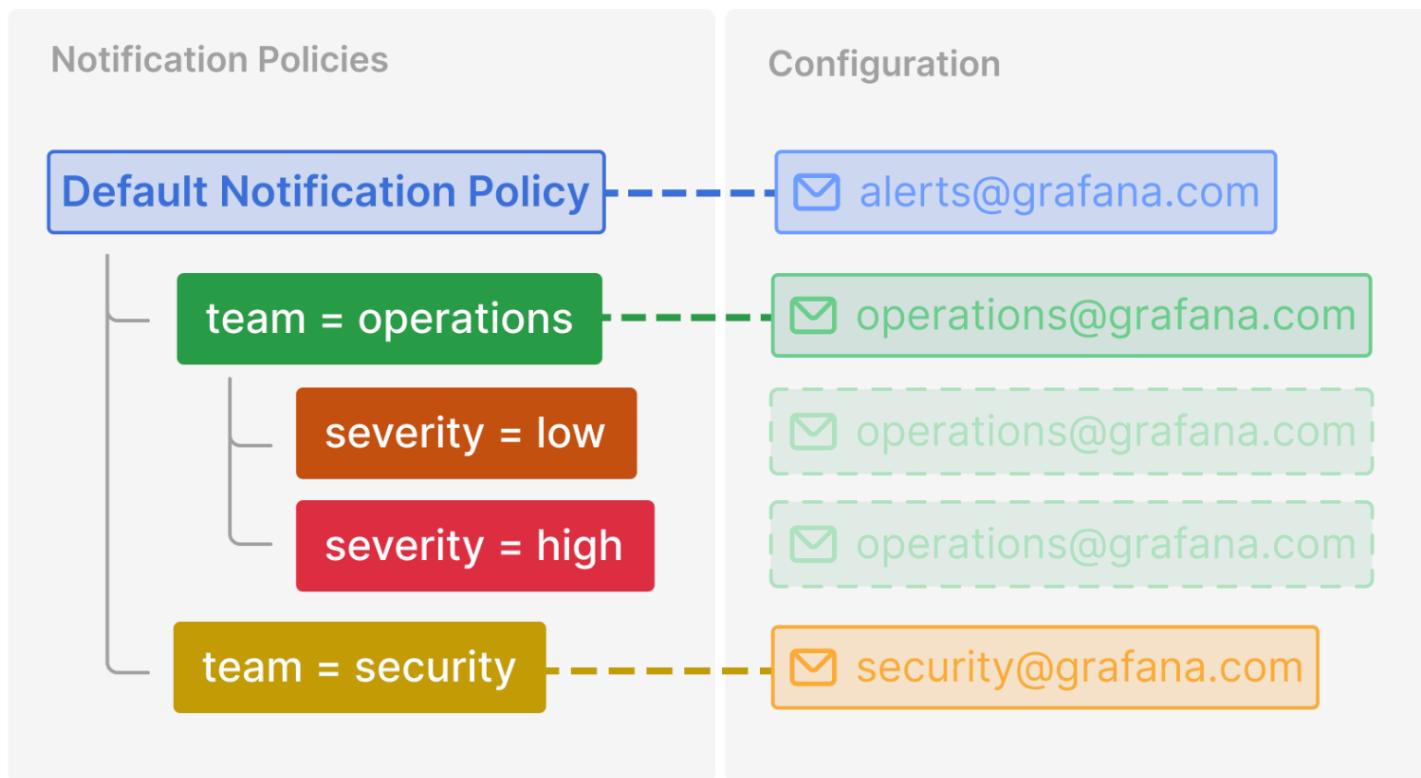 Notification Policies
Configuration
Default Notification Policy
alerts@grafana.com
team = operations
operations@grafana.com
severity = low
operations@grafana.com
severity = high
operations@grafana.com
team = security
security@grafana.com